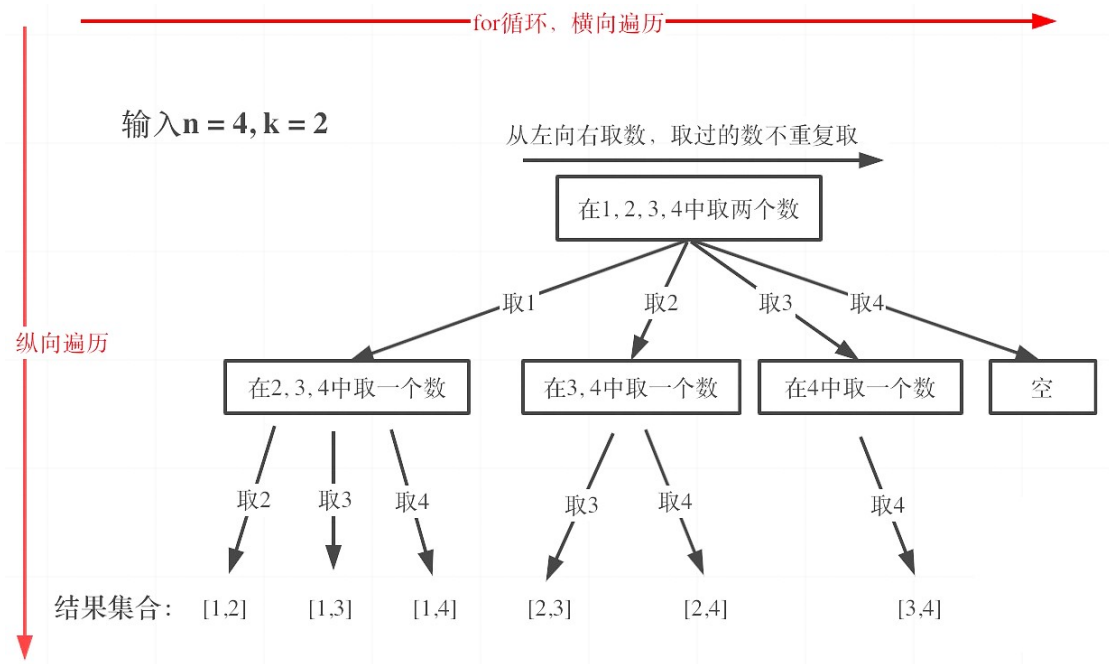 for循环，横向遍历
输入n = 4, k = 2
从左向右取数，取过的数不重复取
在1, 2, 3, 4中取两个数
取1
取2
取3
取4
纵向遍历
在2, 3, 4中取一个数
在3, 4中取一个数
在4中取一个数
空
取2
取3
取4
取3
取4
取4
结果集合： [1,2] [1,3] [1,4] [2,3] [2,4] [3,4]